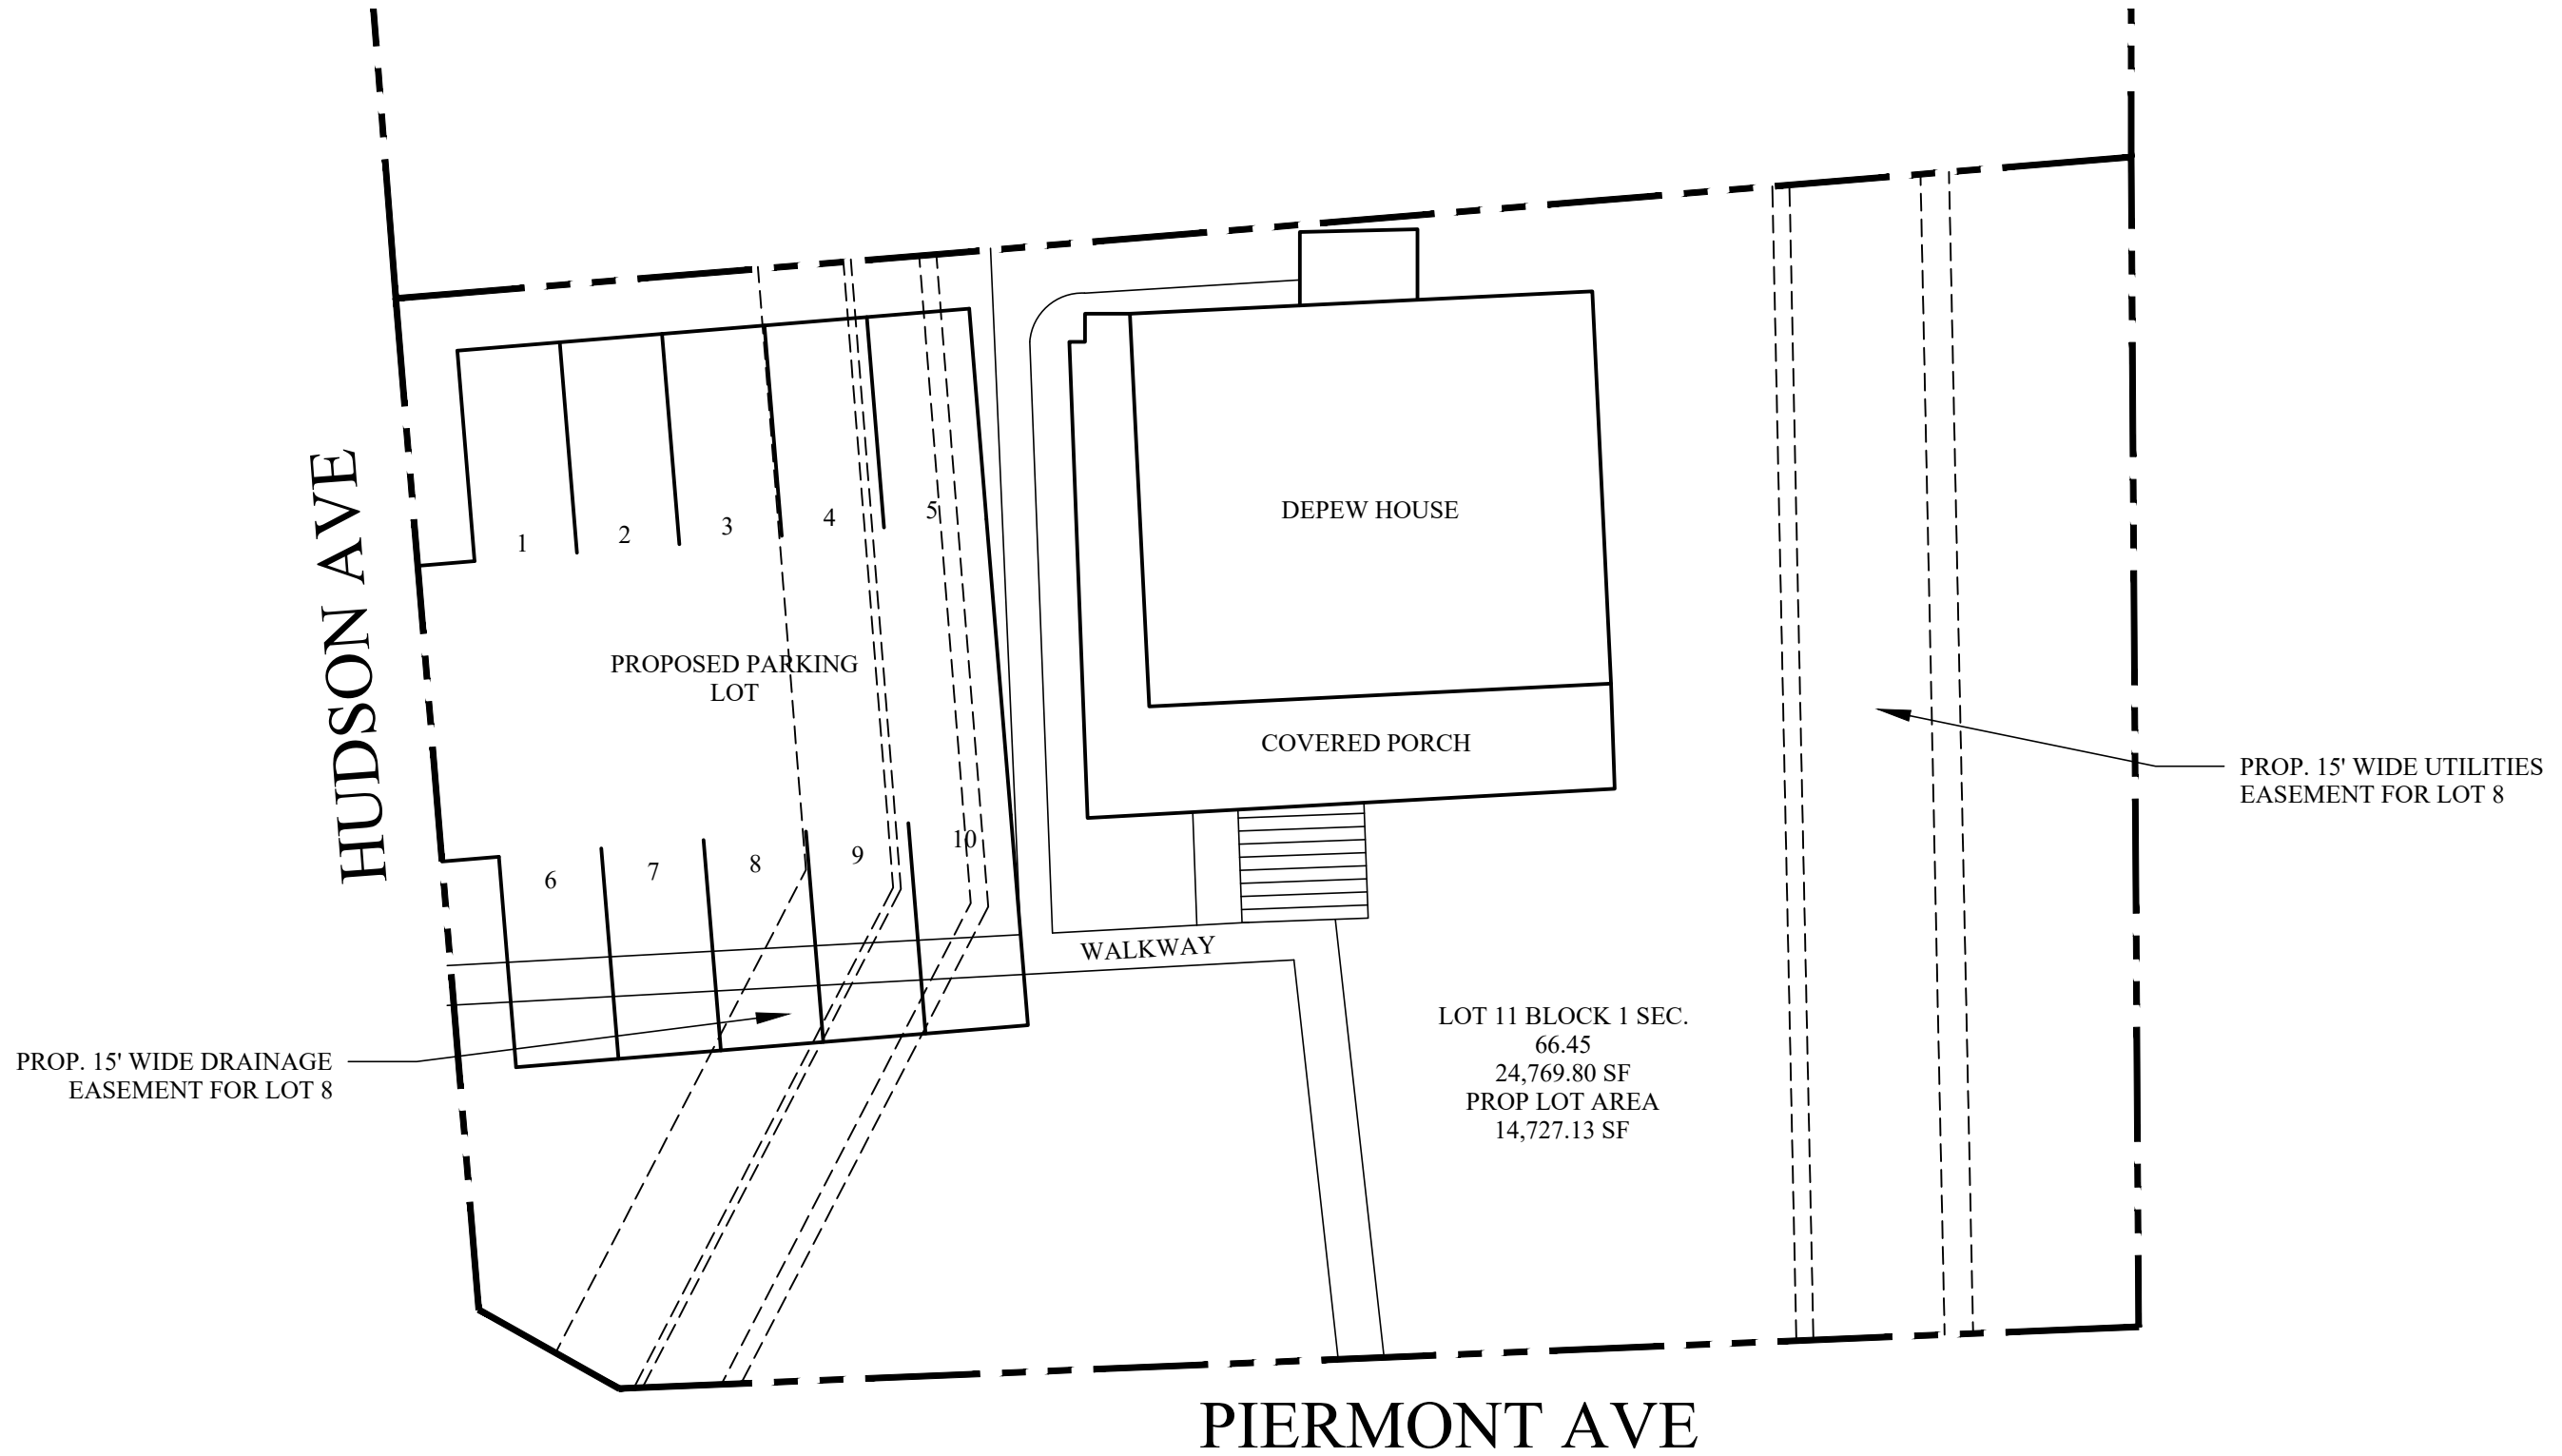 HUDSON AVE
1
2
3
4
5
PROPOSED PARKING
LOT
6
7
8
9
10
DEPEW HOUSE
COVERED PORCH
WALKWAY
PROP. 15' WIDE UTILITIES
EASEMENT FOR LOT 8
PROP. 15' WIDE DRAINAGE
EASEMENT FOR LOT 8
LOT 11 BLOCK 1 SEC.
66.45
24,769.80 SF
PROP LOT AREA
14,727.13 SF
PIERMONT AVE